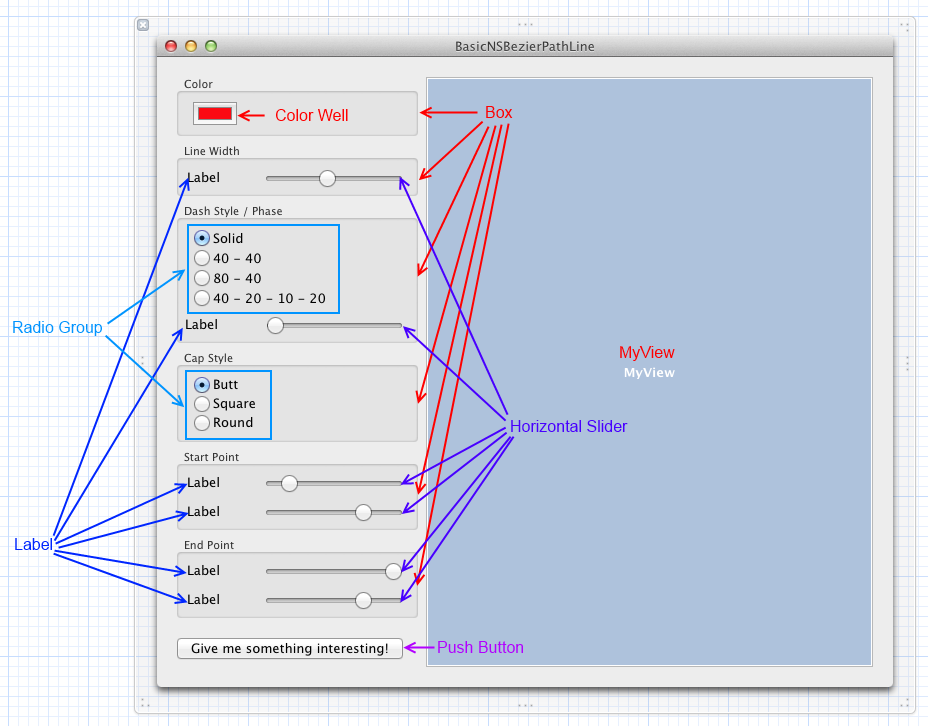 BasicNSBezierPathLine
Color
Color Well
Box
Line Width
Label
Dash Style / Phase
Solid
40 - 40
80 - 40
40 - 20 - 10 - 20
Label
Radio Group
Cap Style
Butt
Square
Round
MyView
MyView
Horizontal Slider
Start Point
Label
Label
Label
End Point
Label
Label
Give me something interesting!
Push Button